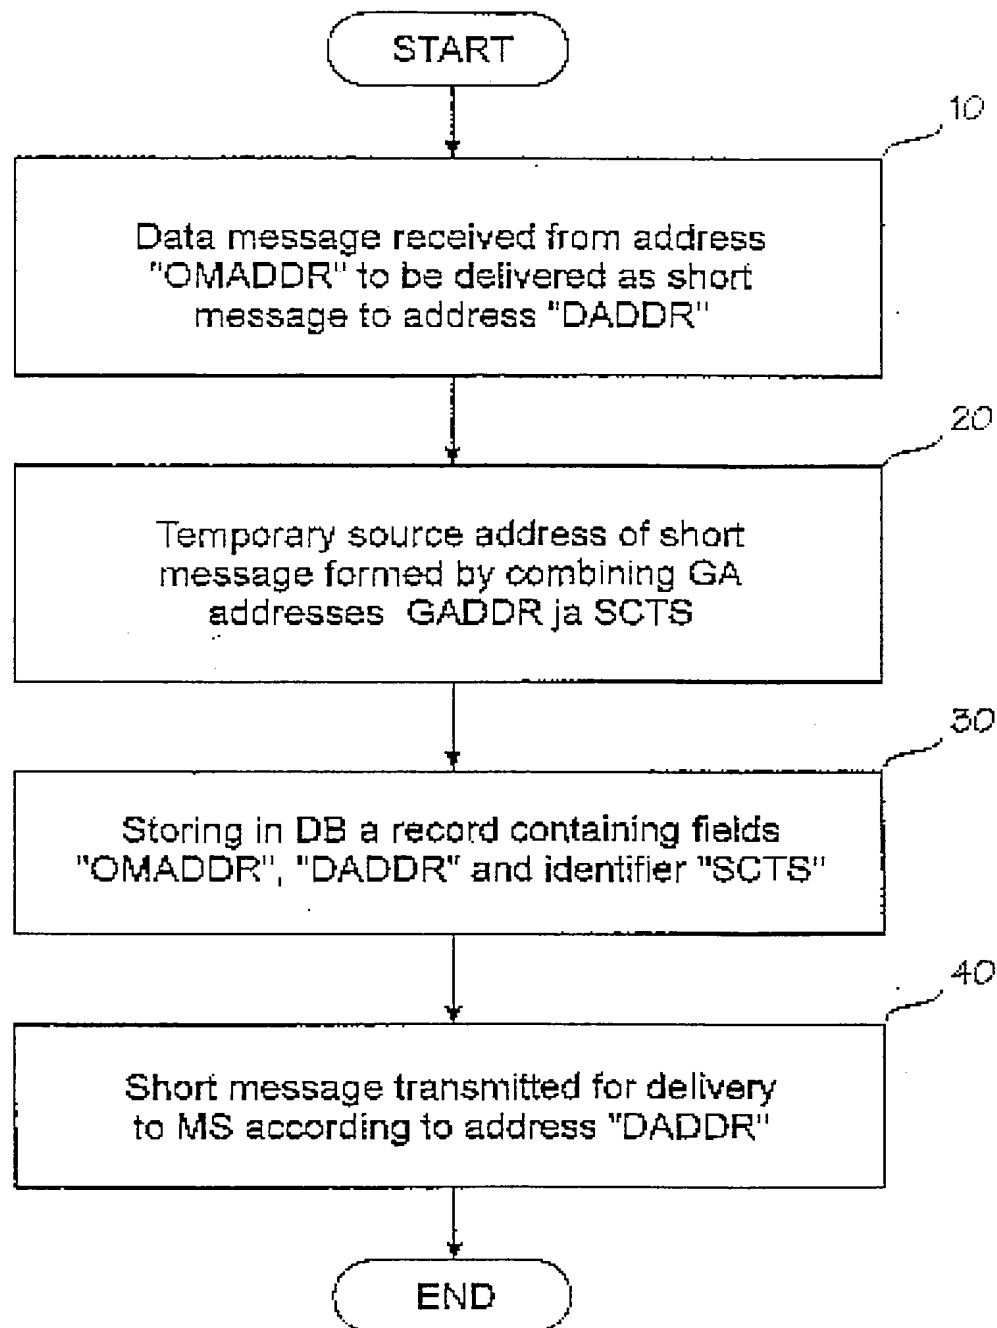 START
10
Data message received from address
"OMADDR" to be delivered as short
message to address "DADDR"
20
Temporary source address of short
message formed by combining GA
addresses GADDR ja SCTS
30
Storing in DB a record containing fields
"OMADDR", "DADDR" and identifier "SCTS"
40
Short message transmitted for delivery
to MS according to address "DADDR"
END